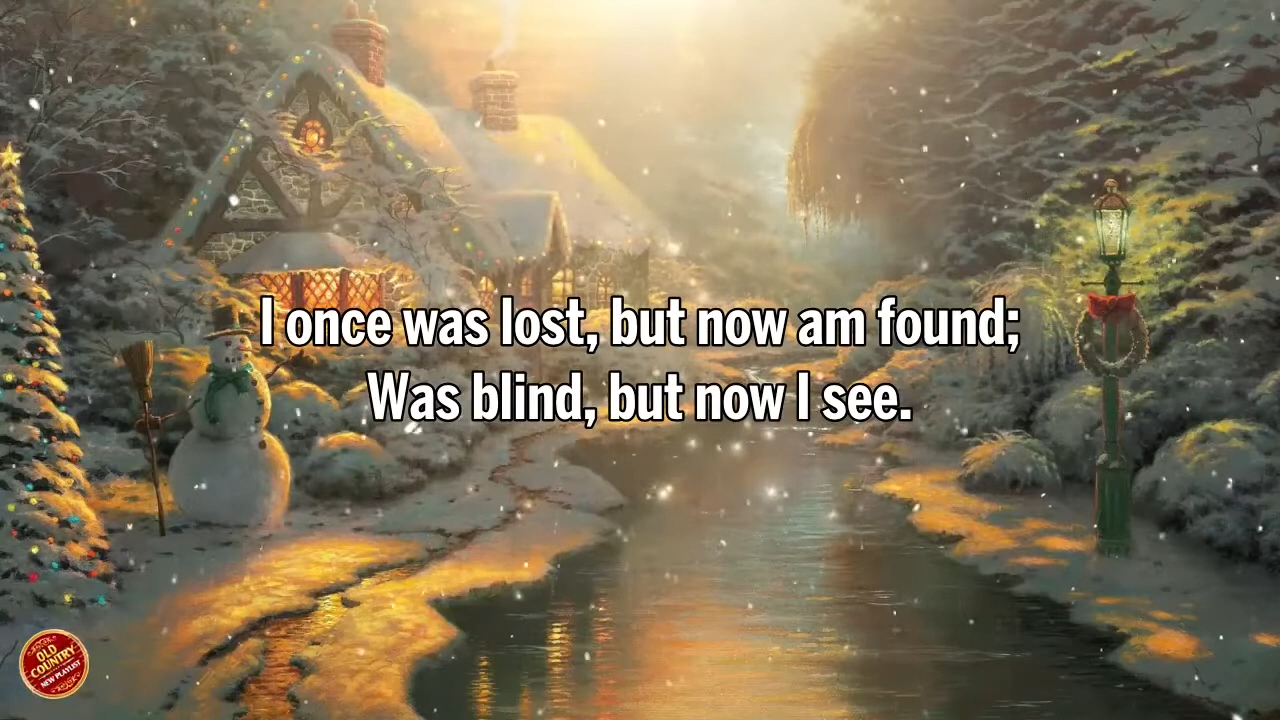 I once was lost, but now am found;
Was blind, but now I see.
OLD
COUNTRY
NEW PLAYLIST